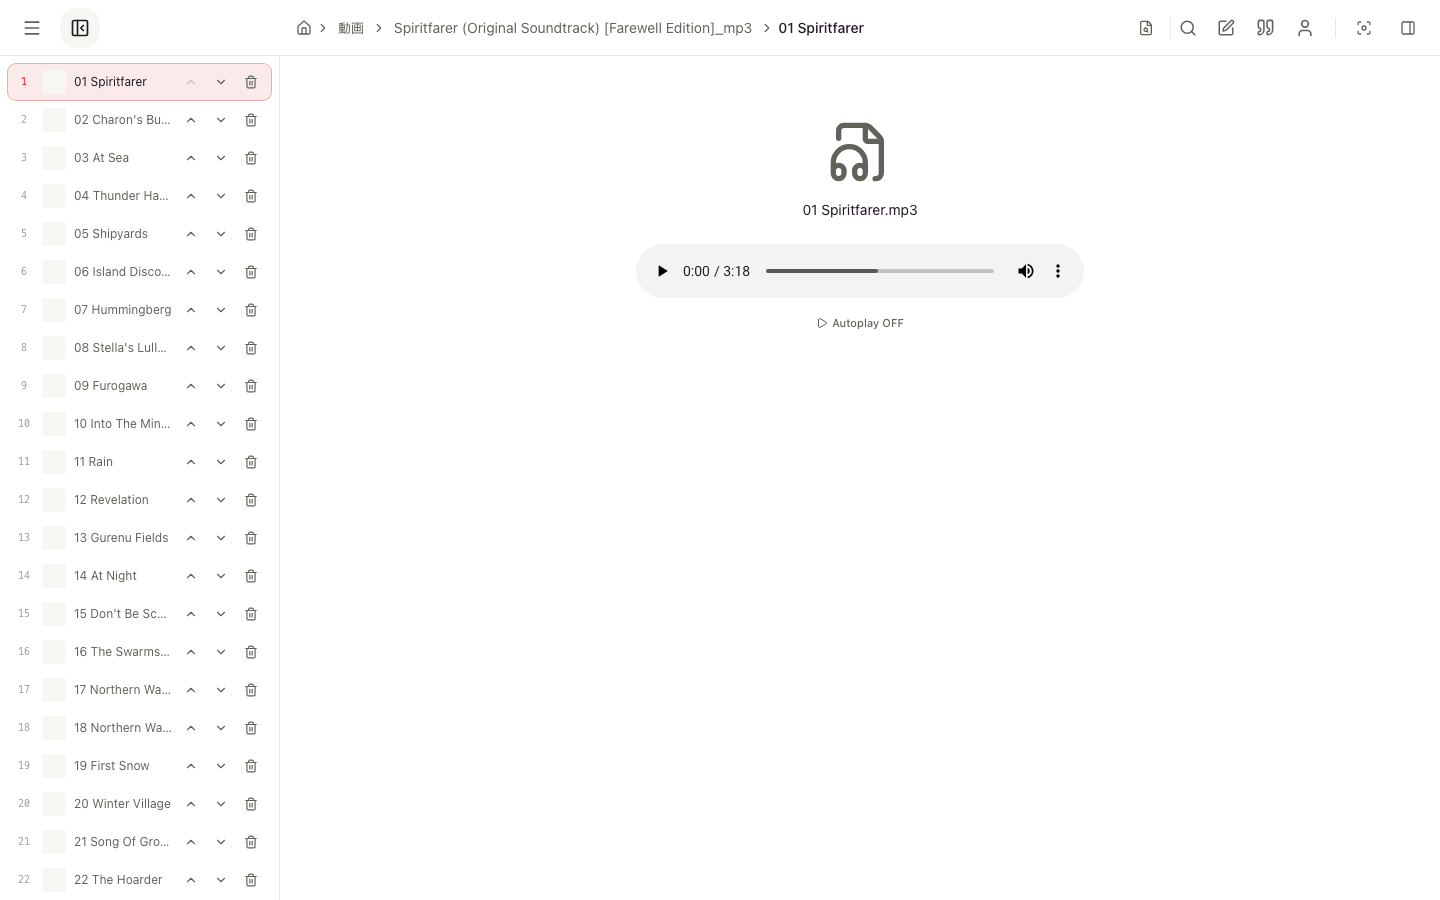 動画
Spiritfarer (Original Soundtrack) [Farewell Edition]_mp3
01 Spiritfarer
1 01 Spiritfarer
2 02 Charon's Bu...
3 03 At Sea
4 04 Thunder Ha...
5 05 Shipyards
6 06 Island Disco...
7 07 Hummingberg
8 08 Stella's Lull...
9 09 Furogawa
10 10 Into The Min...
11 11 Rain
12 12 Revelation
13 13 Gurenu Fields
14 14 At Night
15 15 Don't Be Sc...
16 16 The Swarms...
17 17 Northern Wa...
18 18 Northern Wa...
19 19 First Snow
20 20 Winter Village
21 21 Song Of Gro...
22 22 The Hoarder
01 Spiritfarer.mp3
0:00 / 3:18
Autoplay OFF